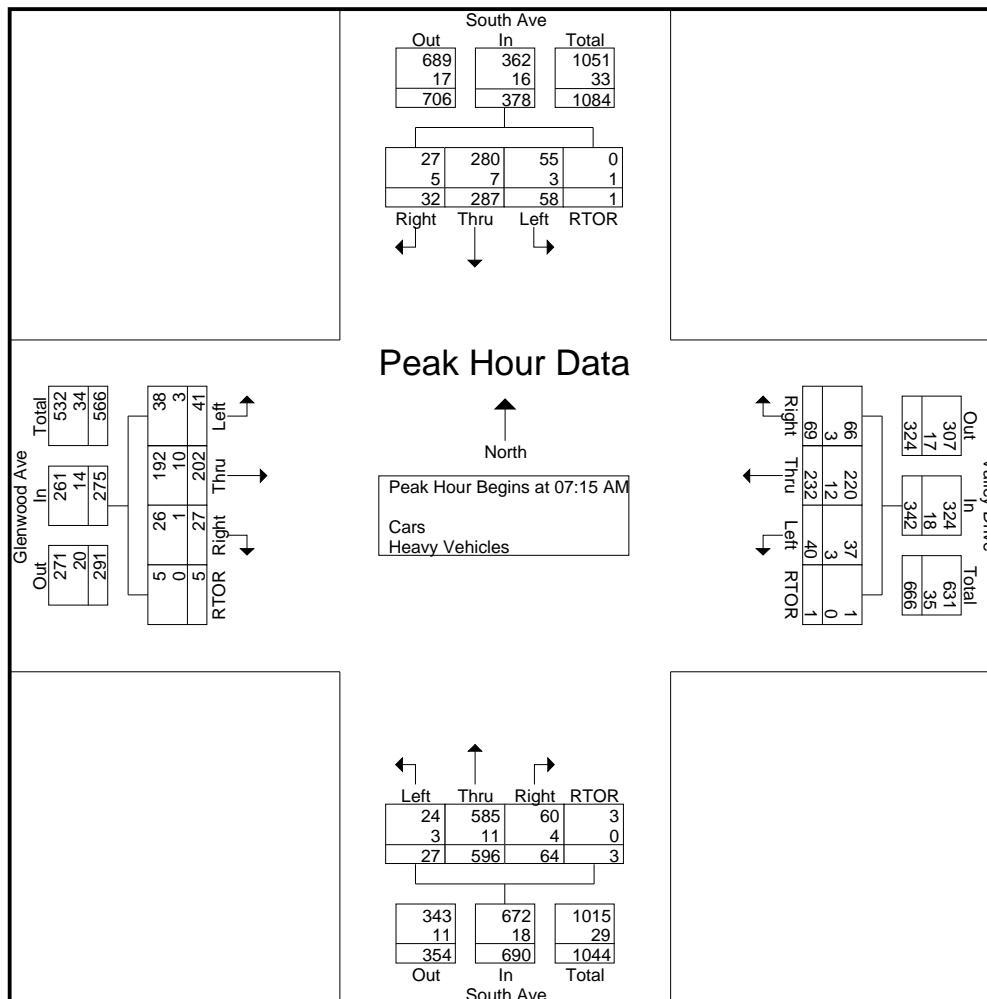 South Ave
Out In Total
689 362 1051
17 16 33
706 378 1084
27 280 55 0
5 7 3 1
32 287 58 1
Right Thru Left RTOR
Peak Hour Data
North
Peak Hour Begins at 07:15 AM
Cars
Heavy Vehicles
Glenwood Ave
Out In Total
271 261 532
20 14 34
291 275 566
5 26 192 38
0 1 10 3
5 27 202 41
RTOR Right Thru Left
Valley Drive
Out In Total
307 324 631
17 18 35
324 342 666
66 220 37 1
3 12 3 0
69 232 40 1
Right Thru Left RTOR
Left Thru Right RTOR
24 585 60 3
3 11 4 0
27 596 64 3
343 672 1015
11 18 29
354 690 1044
Out In Total
South Ave